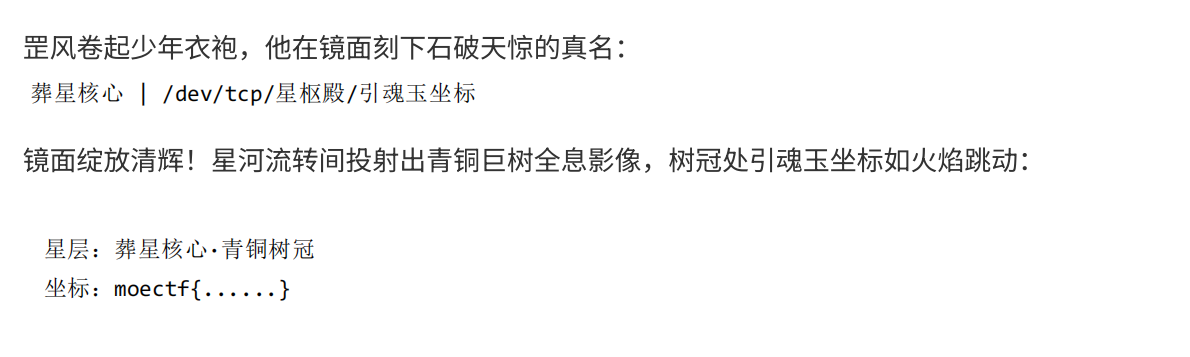 罡风卷起少年衣袍，他在镜面刻下石破天惊的真名：
葬星核心 | /dev/tcp/星枢殿/引魂玉坐标
镜面绽放清辉！星河流转间投射出青铜巨树全息影像，树冠处引魂玉坐标如火焰跳动：
星层：葬星核心·青铜树冠
坐标：moectf{......}